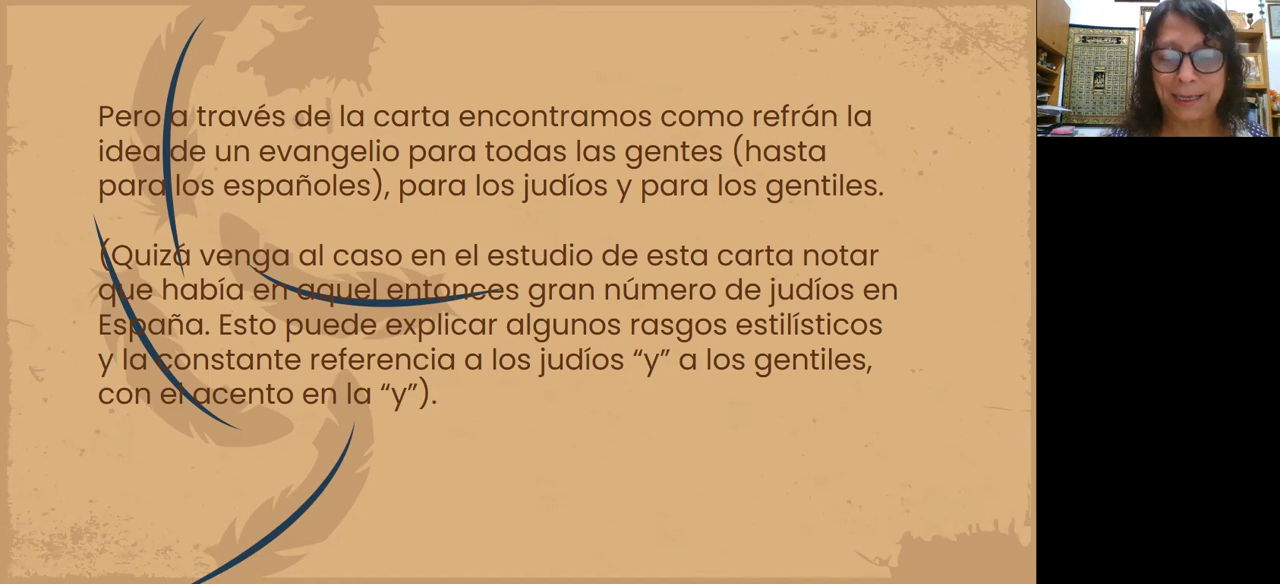 Pero a través de la carta encontramos como refrán la
idea de un evangelio para todas las gentes (hasta
para los españoles), para los judíos y para los gentiles.
(Quizá venga al caso en el estudio de esta carta notar
que había en aquel entonces gran número de judíos en
España. Esto puede explicar algunos rasgos estilísticos
y la constante referencia a los judíos “y” a los gentiles,
con el acento en la “y”).